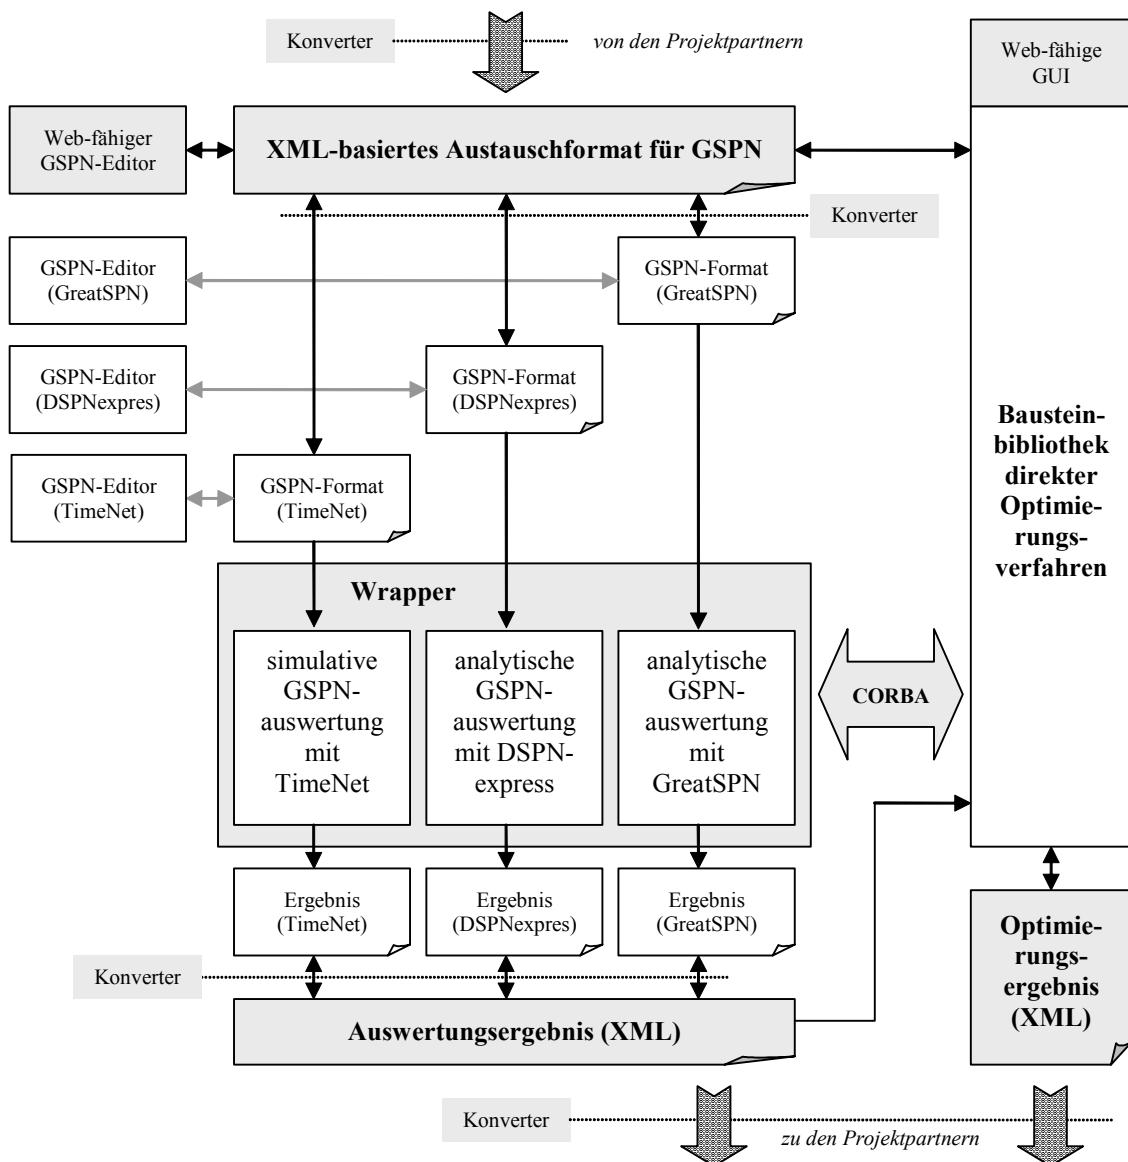 Konverter
von den Projektpartnern
Web-fähige
GUI
Web-fähiger
GSPN-Editor
XML-basiertes Austauschformat für GSPN
Konverter
GSPN-Editor
(GreatSPN)
GSPN-Format
(GreatSPN)
GSPN-Editor
(DSPNexpres)
GSPN-Format
(DSPNexpres)
GSPN-Editor
(TimeNet)
GSPN-Format
(TimeNet)
Baustein-
bibliothek
direkter
Optimie-
rungs-
verfahren
Wrapper
simulative
GSPN-
auswertung
mit
TimeNet
analytische
GSPN-
auswertung
mit DSPN-
express
analytische
GSPN-
auswertung
mit
GreatSPN
CORBA
Ergebnis
(TimeNet)
Ergebnis
(DSPNexpres)
Ergebnis
(GreatSPN)
Konverter
Auswertungsergebnis (XML)
Optimie-
rungs-
ergebnis
(XML)
Konverter
zu den Projektpartnern